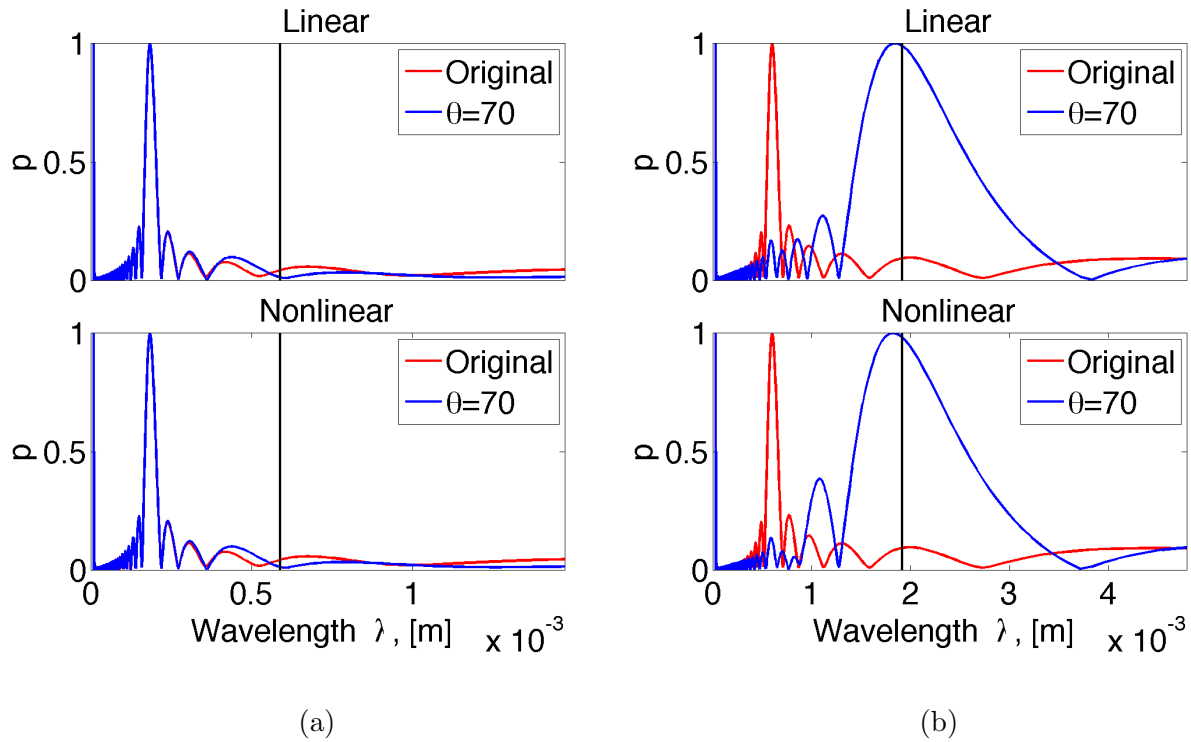 Linear
1
0.5
0
p
Original
θ=70
Nonlinear
1
0.5
0
p
Original
θ=70
0
0.5
1
Wavelength λ, [m]
x 10⁻³
(a)
Linear
1
0.5
0
p
Original
θ=70
Nonlinear
1
0.5
0
p
Original
θ=70
0
1
2
3
4
Wavelength λ, [m]
x 10⁻³
(b)